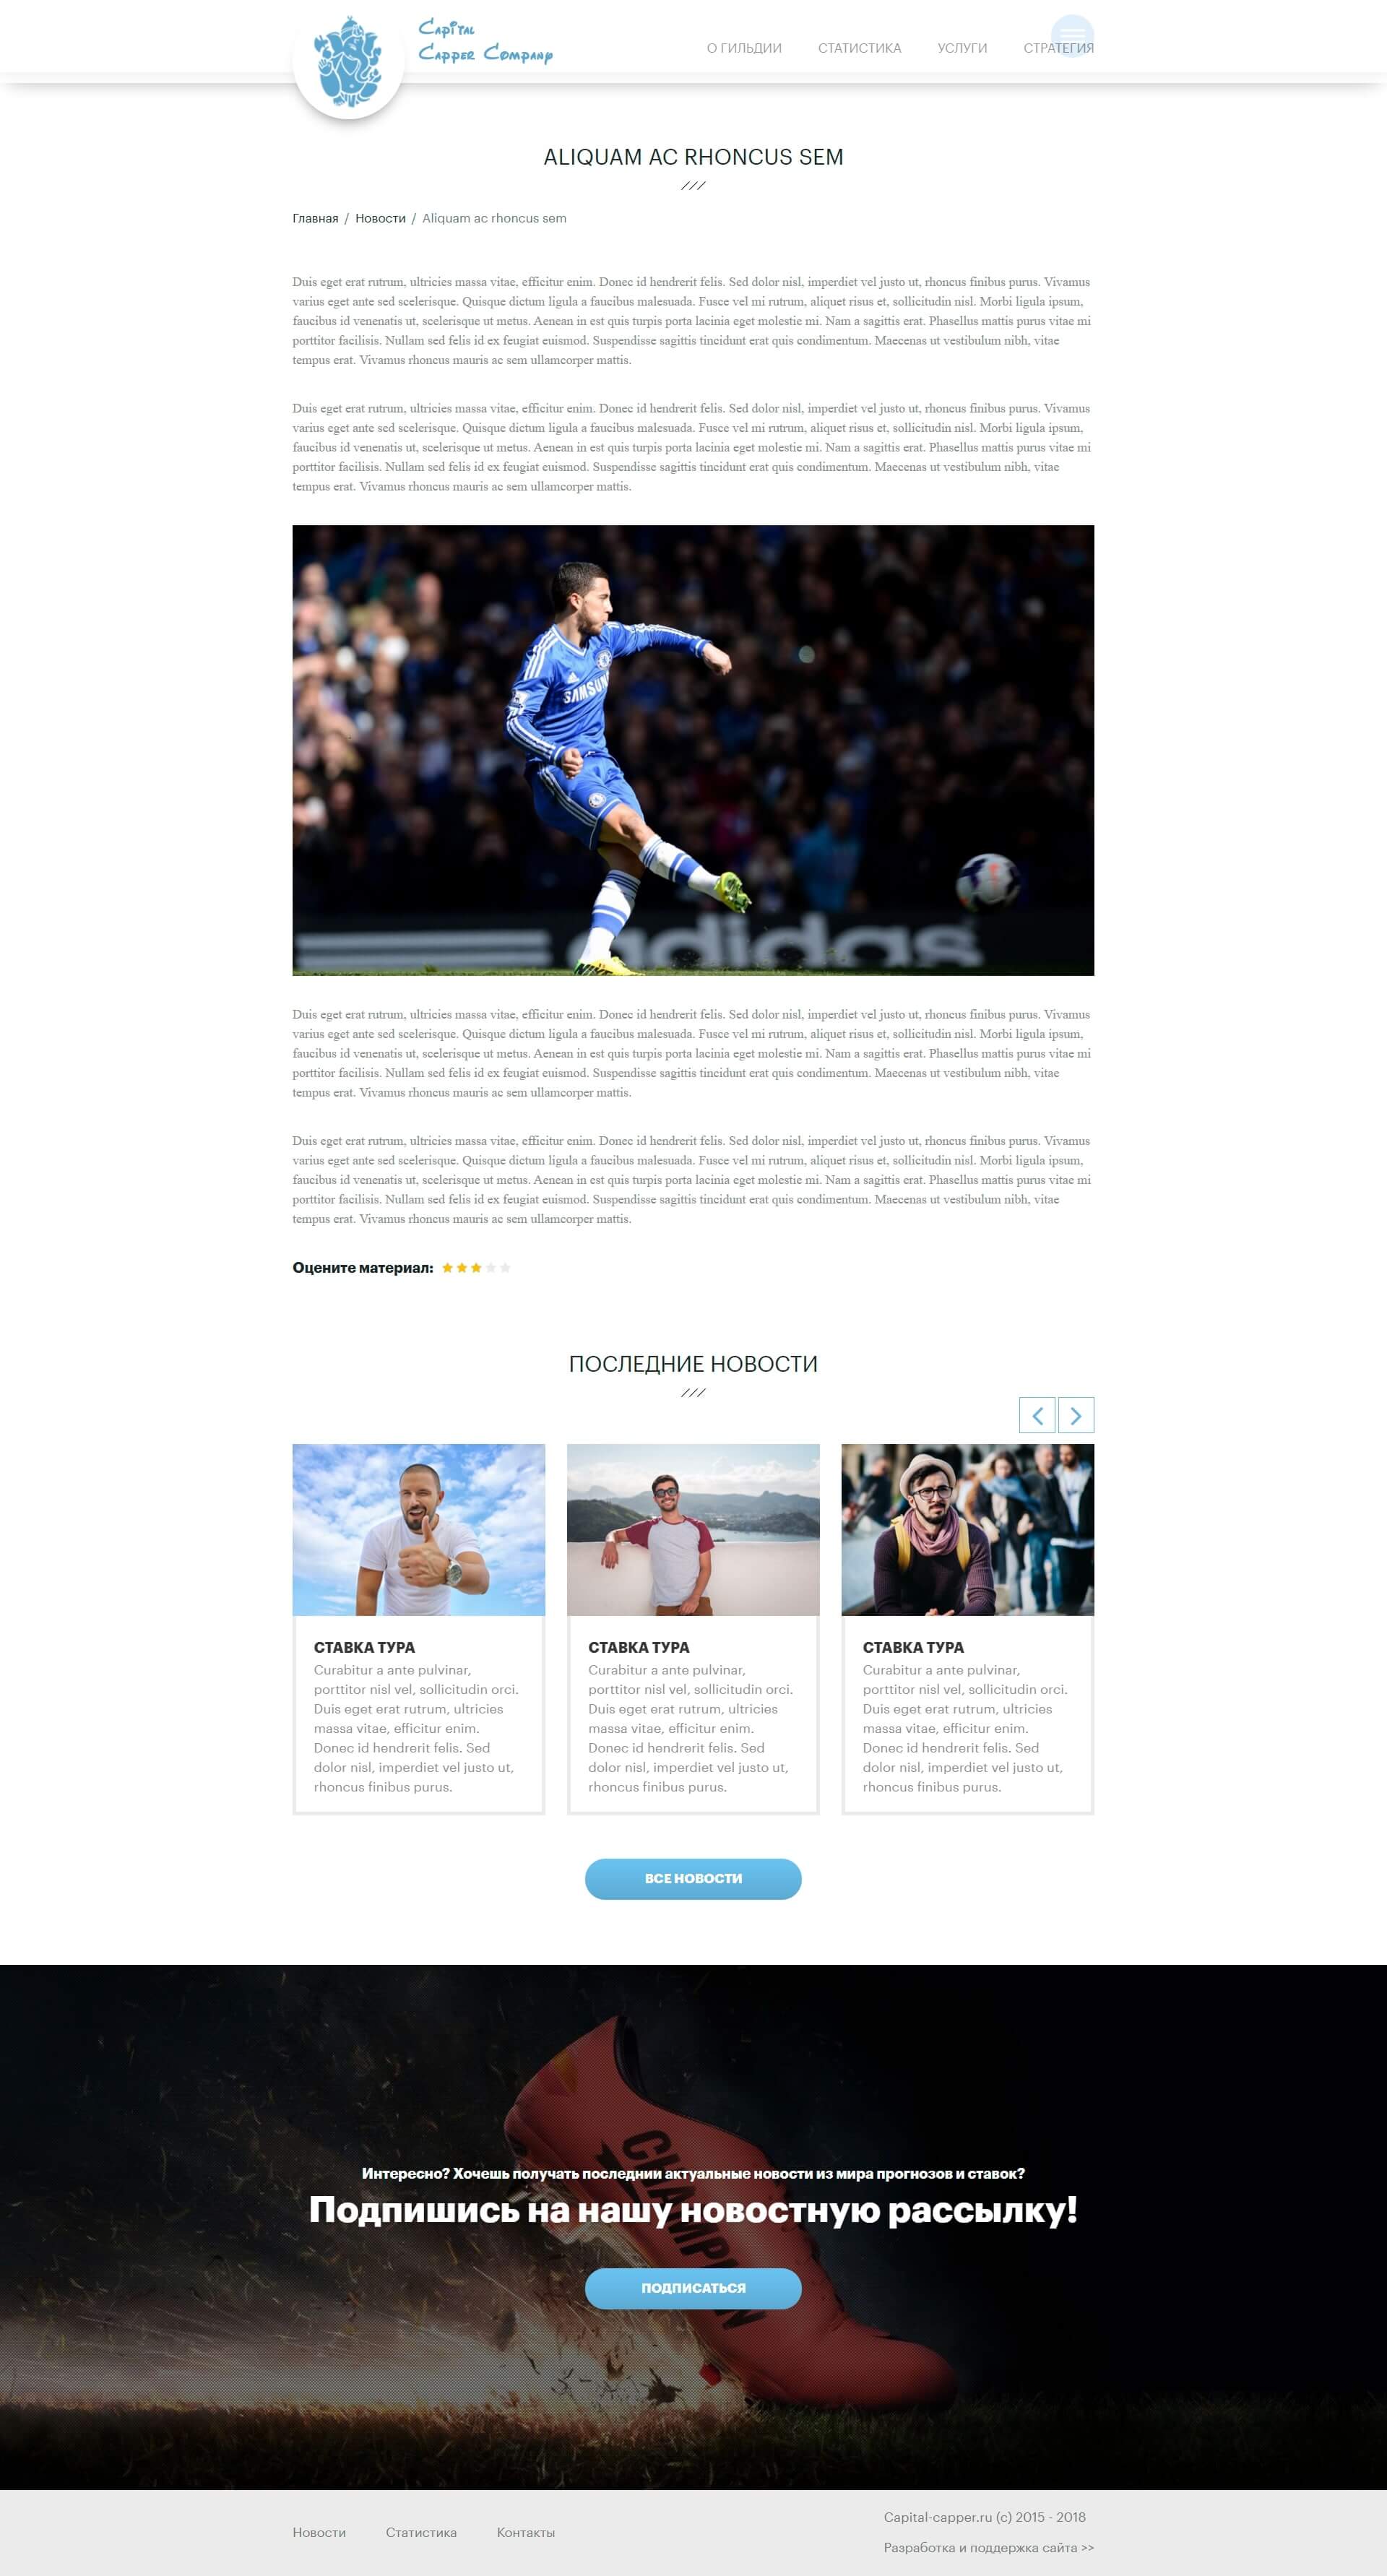 Capital
Capper Company
О ГИЛЬДИИ СТАТИСТИКА УСЛУГИ СТРАТЕГИЯ
ALIQUAM AC RHONCUS SEM
Главная / Новости / Aliquam ac rhoncus sem
Duis eget erat rutrum, ultricies massa vitae, efficitur enim. Donec id hendrerit felis. Sed dolor nisl, imperdiet vel justo ut, rhoncus finibus purus. Vivamus
varius eget ante sed scelerisque. Quisque dictum ligula a faucibus malesuada. Fusce vel mi rutrum, aliquet risus et, sollicitudin nisl. Morbi ligula ipsum,
faucibus id venenatis ut, scelerisque ut metus. Aenean in est quis turpis porta lacinia eget molestie mi. Nam a sagittis erat. Phasellus mattis purus vitae mi
porttitor facilisis. Nullam sed felis id ex feugiat euismod. Suspendisse sagittis tincidunt erat quis condimentum. Maecenas ut vestibulum nibh, vitae
tempus erat. Vivamus rhoncus mauris ac sem ullamcorper mattis.
Duis eget erat rutrum, ultricies massa vitae, efficitur enim. Donec id hendrerit felis. Sed dolor nisl, imperdiet vel justo ut, rhoncus finibus purus. Vivamus
varius eget ante sed scelerisque. Quisque dictum ligula a faucibus malesuada. Fusce vel mi rutrum, aliquet risus et, sollicitudin nisl. Morbi ligula ipsum,
faucibus id venenatis ut, scelerisque ut metus. Aenean in est quis turpis porta lacinia eget molestie mi. Nam a sagittis erat. Phasellus mattis purus vitae mi
porttitor facilisis. Nullam sed felis id ex feugiat euismod. Suspendisse sagittis tincidunt erat quis condimentum. Maecenas ut vestibulum nibh, vitae
tempus erat. Vivamus rhoncus mauris ac sem ullamcorper mattis.
SAMSUNG
adidas
Duis eget erat rutrum, ultricies massa vitae, efficitur enim. Donec id hendrerit felis. Sed dolor nisl, imperdiet vel justo ut, rhoncus finibus purus. Vivamus
varius eget ante sed scelerisque. Quisque dictum ligula a faucibus malesuada. Fusce vel mi rutrum, aliquet risus et, sollicitudin nisl. Morbi ligula ipsum,
faucibus id venenatis ut, scelerisque ut metus. Aenean in est quis turpis porta lacinia eget molestie mi. Nam a sagittis erat. Phasellus mattis purus vitae mi
porttitor facilisis. Nullam sed felis id ex feugiat euismod. Suspendisse sagittis tincidunt erat quis condimentum. Maecenas ut vestibulum nibh, vitae
tempus erat. Vivamus rhoncus mauris ac sem ullamcorper mattis.
Duis eget erat rutrum, ultricies massa vitae, efficitur enim. Donec id hendrerit felis. Sed dolor nisl, imperdiet vel justo ut, rhoncus finibus purus. Vivamus
varius eget ante sed scelerisque. Quisque dictum ligula a faucibus malesuada. Fusce vel mi rutrum, aliquet risus et, sollicitudin nisl. Morbi ligula ipsum,
faucibus id venenatis ut, scelerisque ut metus. Aenean in est quis turpis porta lacinia eget molestie mi. Nam a sagittis erat. Phasellus mattis purus vitae mi
porttitor facilisis. Nullam sed felis id ex feugiat euismod. Suspendisse sagittis tincidunt erat quis condimentum. Maecenas ut vestibulum nibh, vitae
tempus erat. Vivamus rhoncus mauris ac sem ullamcorper mattis.
Оцените материал:
ПОСЛЕДНИЕ НОВОСТИ
СТАВКА ТУРА
Curabitur a ante pulvinar,
porttitor nisl vel, sollicitudin orci.
Duis eget erat rutrum, ultricies
massa vitae, efficitur enim.
Donec id hendrerit felis. Sed
dolor nisl, imperdiet vel justo ut,
rhoncus finibus purus.
СТАВКА ТУРА
Curabitur a ante pulvinar,
porttitor nisl vel, sollicitudin orci.
Duis eget erat rutrum, ultricies
massa vitae, efficitur enim.
Donec id hendrerit felis. Sed
dolor nisl, imperdiet vel justo ut,
rhoncus finibus purus.
СТАВКА ТУРА
Curabitur a ante pulvinar,
porttitor nisl vel, sollicitudin orci.
Duis eget erat rutrum, ultricies
massa vitae, efficitur enim.
Donec id hendrerit felis. Sed
dolor nisl, imperdiet vel justo ut,
rhoncus finibus purus.
ВСЕ НОВОСТИ
Интересно? Хочешь получать последнии актуальные новости из мира прогнозов и ставок?
Подпишись на нашу новостную рассылку!
ПОДПИСАТЬСЯ
Новости Статистика Контакты
Capital-capper.ru (c) 2015 - 2018
Разработка и поддержка сайта >>